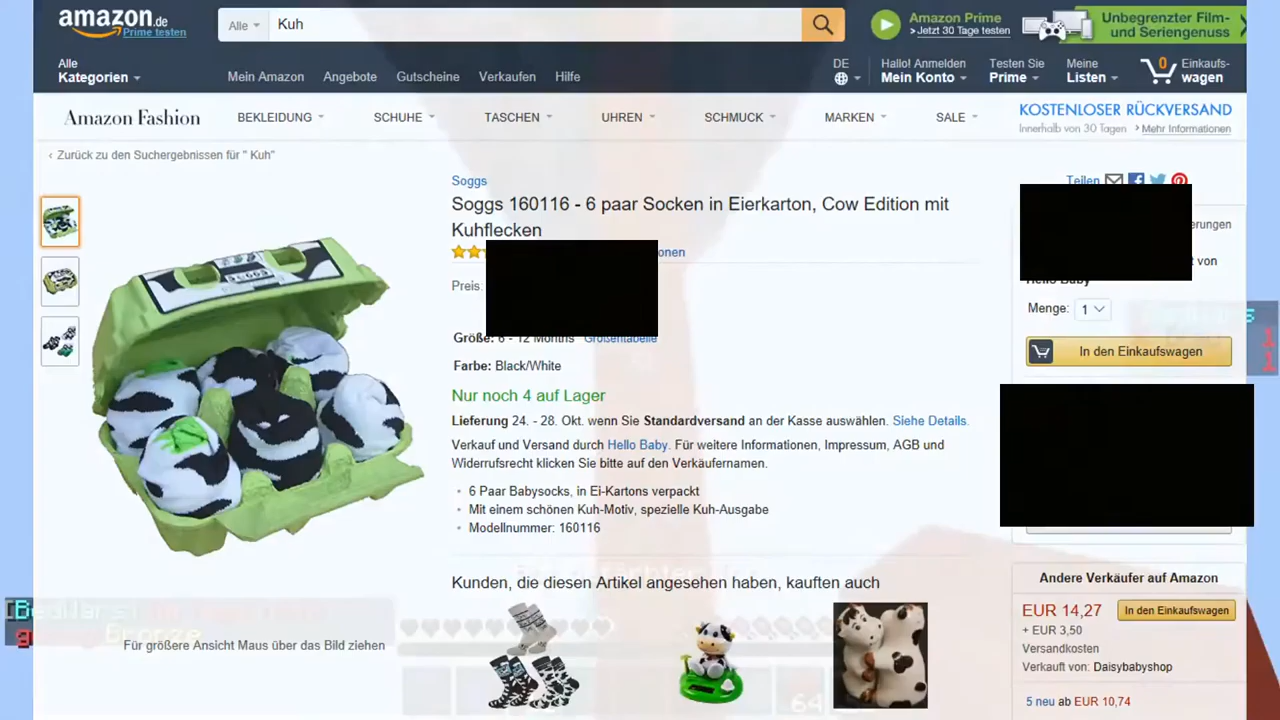 amazon.de
Prime testen
Alle
Kuh
Amazon Prime
> Jetzt 30 Tage testen
Unbegrenzter Film-
und Seriengenuss
Alle
Kategorien
Mein Amazon
Angebote
Gutscheine
Verkaufen
Hilfe
DE
Hallo! Anmelden
Mein Konto
Testen Sie
Prime
Meine
Listen
0
Einkaufs-
wagen
Amazon Fashion
BEKLEIDUNG
SCHUHE
TASCHEN
UHREN
SCHMUCK
MARKEN
SALE
KOSTENLOSER RÜCKVERSAND
Innerhalb von 30 Tagen > Mehr Informationen
‹ Zurück zu den Suchergebnissen für " Kuh"
Soggs
Soggs 160116 - 6 paar Socken in Eierkarton, Cow Edition mit
Kuhflecken
onen
Preis:
Größe: 6 - 12 Months Größentabelle
Farbe: Black/White
Nur noch 4 auf Lager
Lieferung 24. - 28. Okt. wenn Sie Standardversand an der Kasse auswählen. Siehe Details.
Verkauf und Versand durch Hello Baby. Für weitere Informationen, Impressum, AGB und
Widerrufsrecht klicken Sie bitte auf den Verkäufernamen.
• 6 Paar Babysocks, in Ei-Kartons verpackt
• Mit einem schönen Kuh-Motiv, spezielle Kuh-Ausgabe
• Modellnummer: 160116
Kunden, die diesen Artikel angesehen haben, kauften auch
Für größere Ansicht Maus über das Bild ziehen
Teilen
erungen
t von
Hello Baby
Menge: 1
In den Einkaufswagen
Andere Verkäufer auf Amazon
EUR 14,27
In den Einkaufswagen
+ EUR 3,50
Versandkosten
Verkauft von: Daisybabyshop
5 neu ab EUR 10,74
64